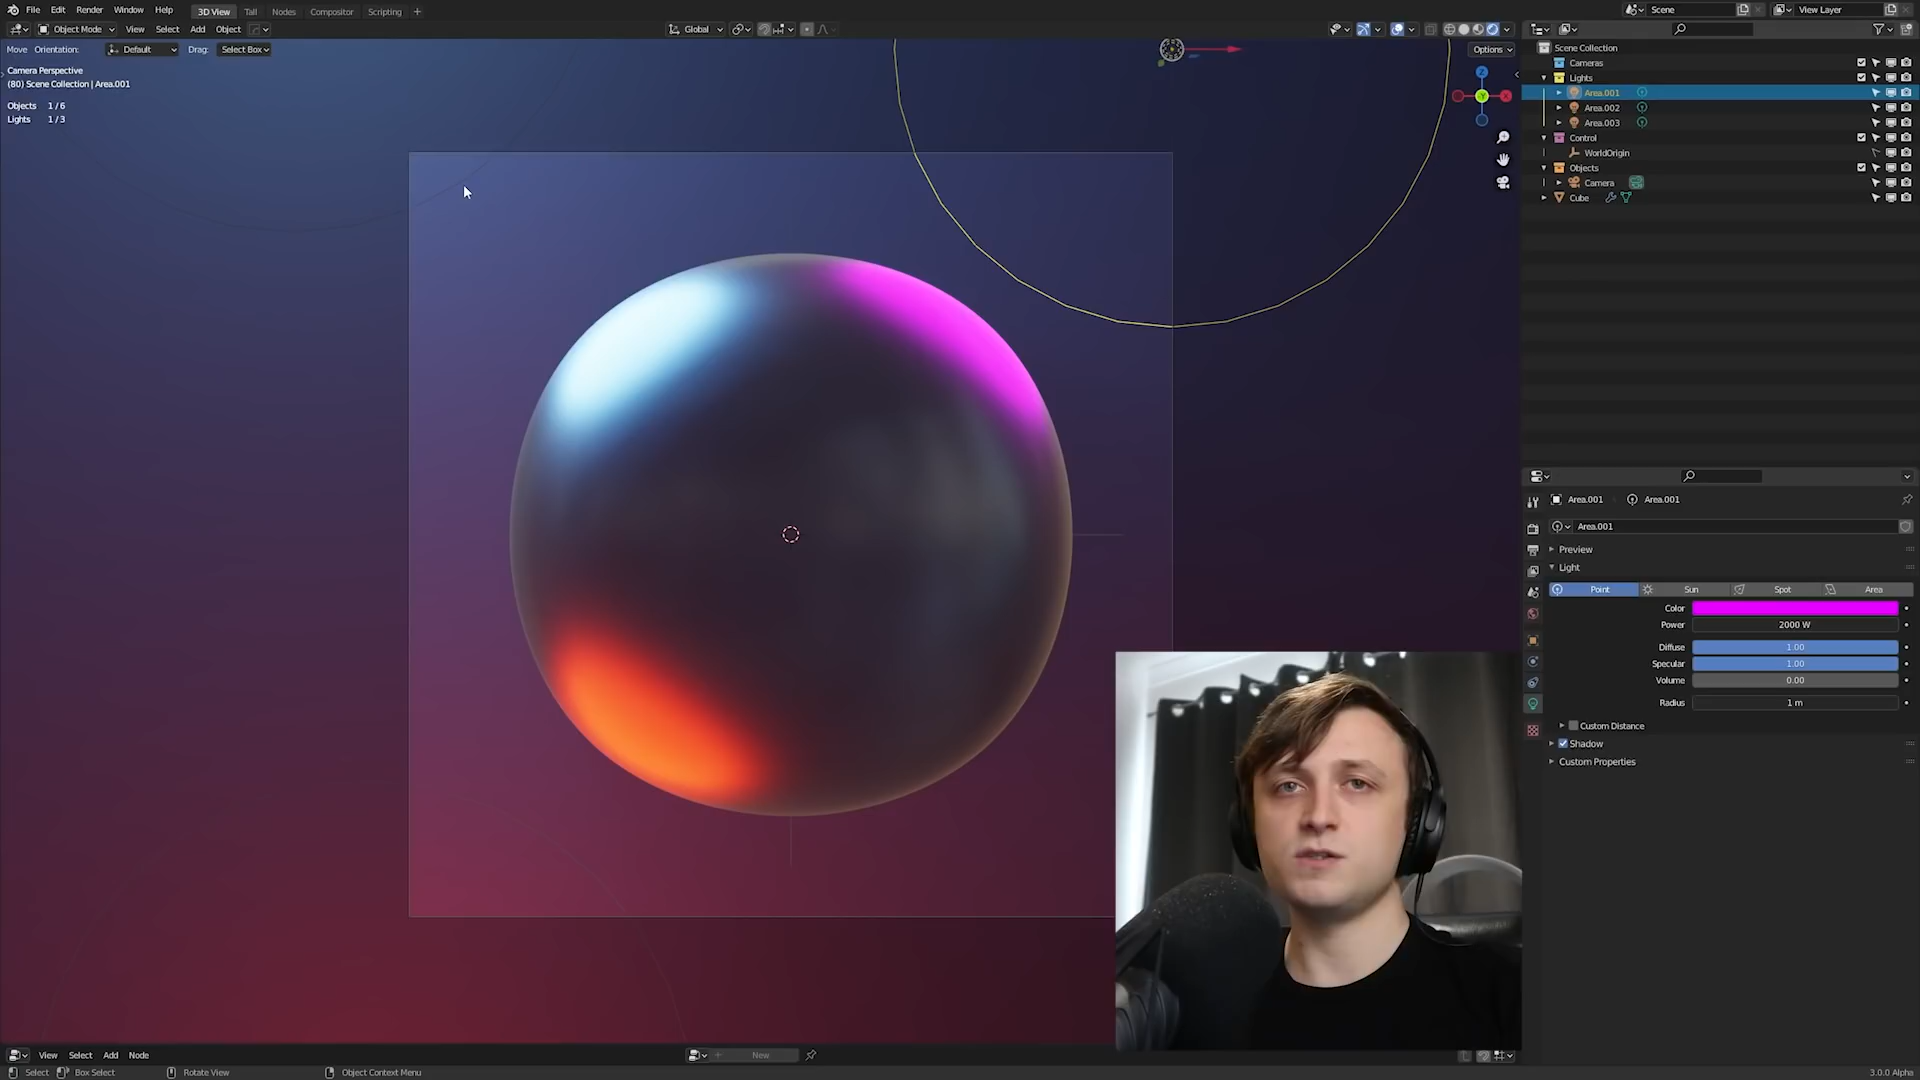 File Edit Render Window Help
3D View Tall Nodes Compositor Scripting +
Scene
View Layer
Object Mode View Select Add Object
Global
Move Orientation: Default Drag: Select Box
Options
Camera Perspective
(80) Scene Collection | Area.001
Objects 1/6
Lights 1/3
Z
-Y
X
Scene Collection
Cameras
Lights
Area.001
Area.002
Area.003
Control
WorldOrigin
Objects
Camera
Cube
Area.001 Area.001
Area.001
Preview
Light
Point Sun Spot Area
Color
Power 2000 W
Diffuse 1.00
Specular 1.00
Volume 0.00
Radius 1 m
Custom Distance
Shadow
Custom Properties
View Select Add Node
+ New
Select Box Select Rotate View Object Context Menu
3.0.0 Alpha